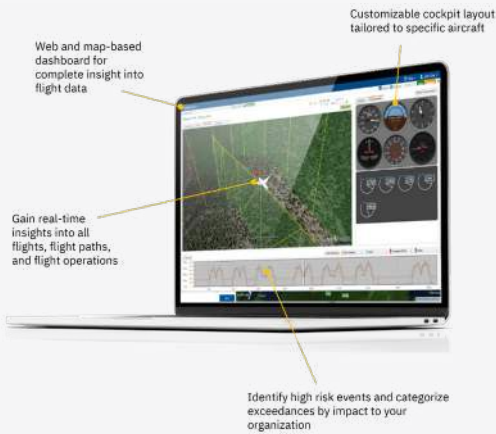 Customizable cockpit layout
tailored to specific aircraft
Web and map-based
dashboard for
complete insight into
flight data
Gain real-time
insights into all
flights, flight paths,
and flight operations
Identify high risk events and categorize
exceedances by impact to your
organization